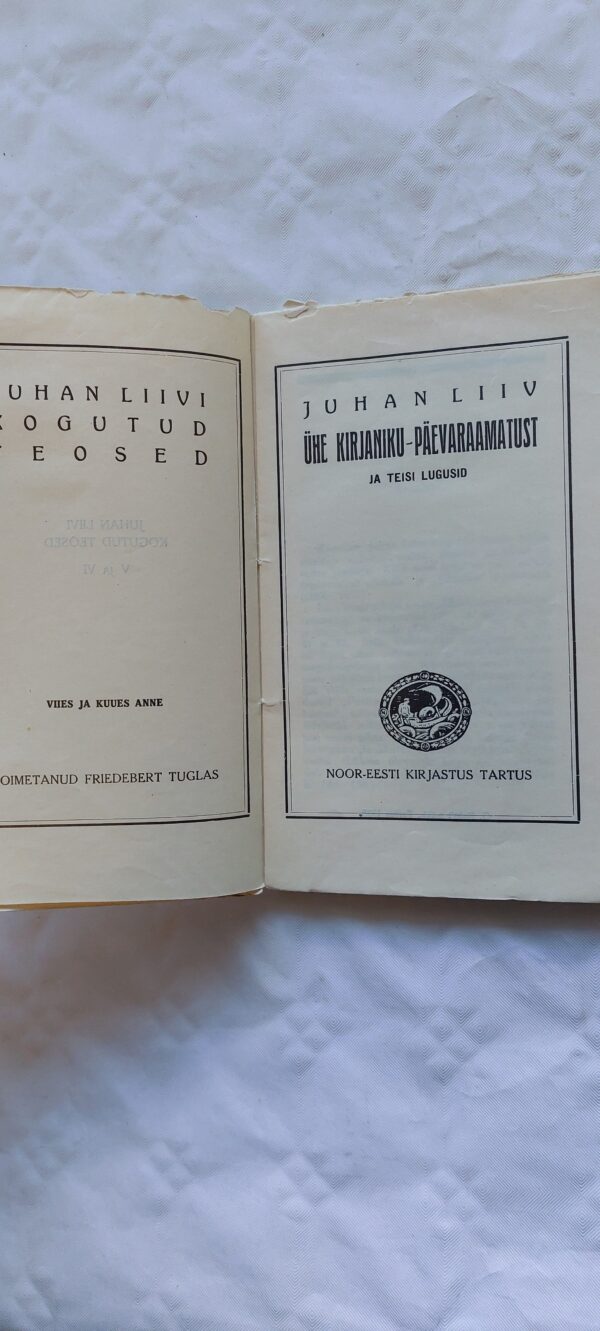 UHAN LIIVI
KOGUTUD
TEOSED
JUHAN LIIVI
KOGUTUD TEOSED
V ja VI
VIIES JA KUUES ANNE
OIMETANUD FRIEDEBERT TUGLAS
JUHAN LIIV
ÜHE KIRJANIKU-PÄEVARAAMATUST
JA TEISI LUGUSID
NOOR-EESTI KIRJASTUS TARTUS